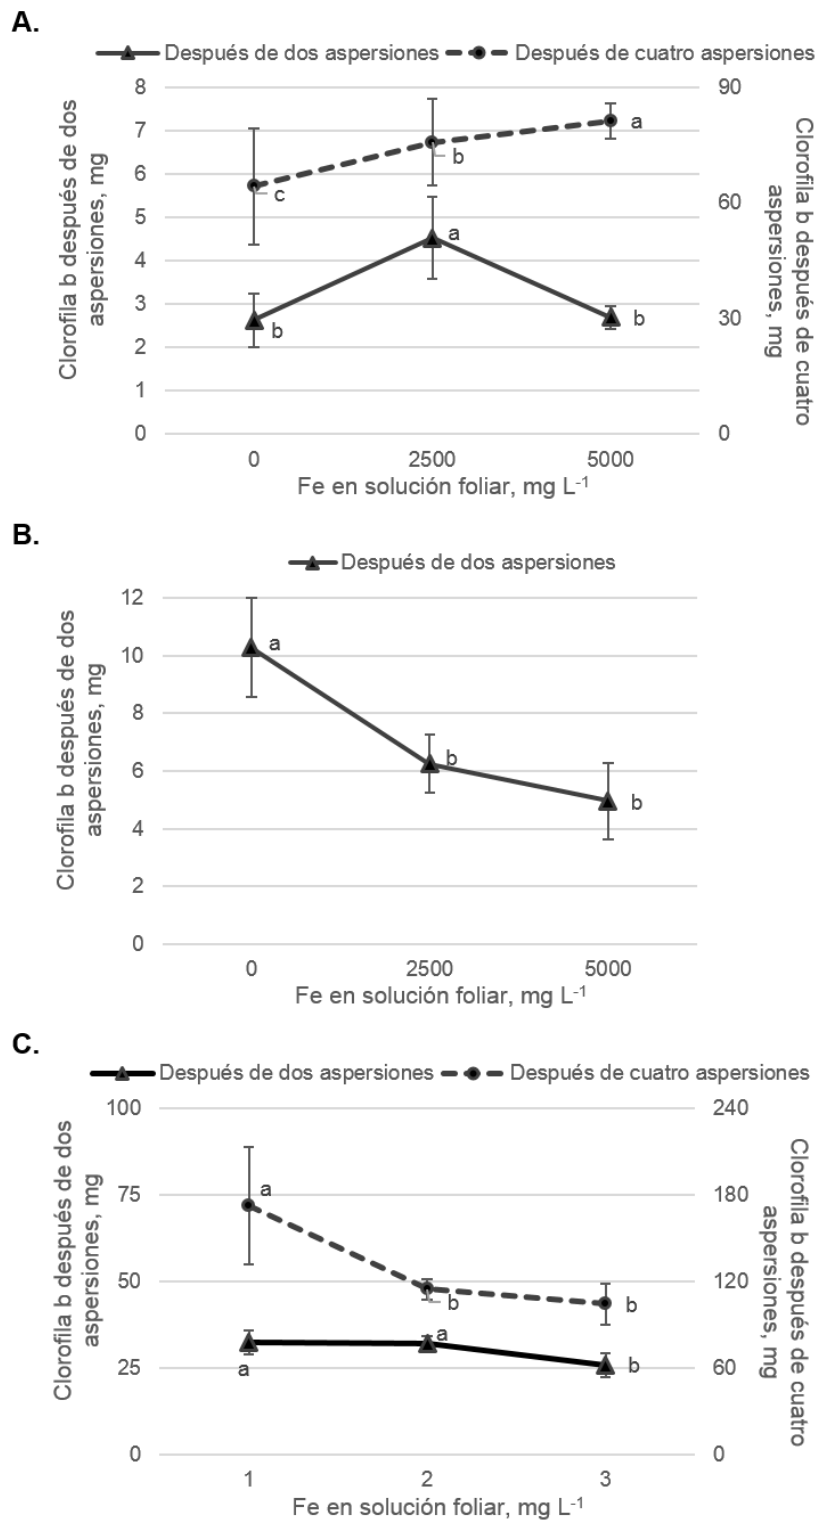 A.
Después de dos aspersiones
Después de cuatro aspersiones
Clorofila b después de dos
aspersiones, mg
8
7
6
5
4
3
2
1
0
c
b
a
b
a
b
90
60
30
0
Clorofila b después de cuatro
aspersiones, mg
0
2500
5000
Fe en solución foliar, mg L-1
B.
Después de dos aspersiones
Clorofila b después de dos
aspersiones, mg
12
10
8
6
4
2
0
a
b
b
0
2500
5000
Fe en solución foliar, mg L-1
C.
Después de dos aspersiones
Después de cuatro aspersiones
Clorofila b después de dos
aspersiones, mg
100
75
50
25
0
a
b
b
a
a
b
240
180
120
60
0
Clorofila b después de cuatro
aspersiones, mg
1
2
3
Fe en solución foliar, mg L-1